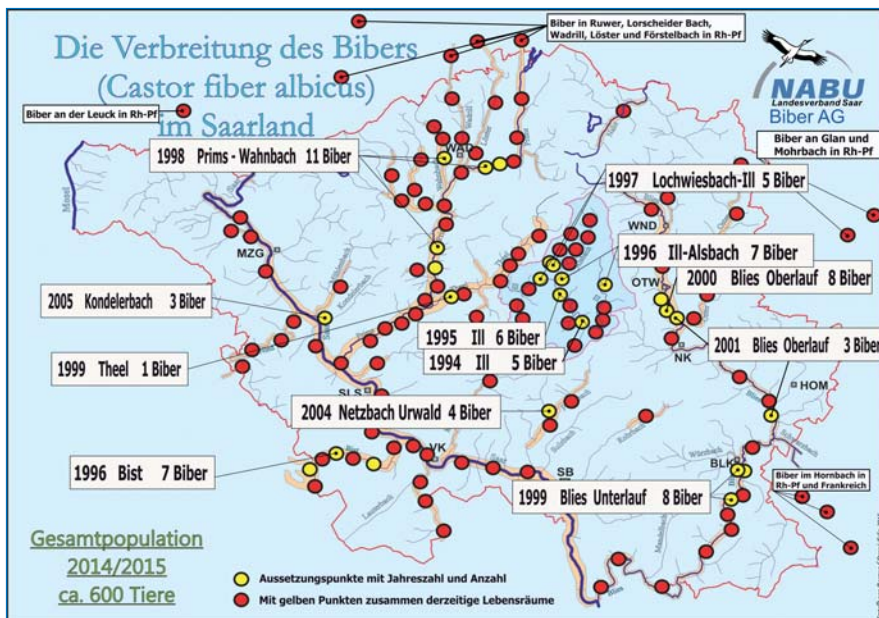 Die Verbreitung des Bibers
(Castor fiber albicus)
im Saarland
Biber in Ruwer, Lorscheider Bach,
Wadrill, Löster und Förstelbach in Rh-Pf
NABU
Landesverband Saar
Biber AG
Biber an der Leuck in Rh-Pf
Biber an Glan und
Mohrbach in Rh-Pf
1998 Prims - Wahnbach 11 Biber
WAD
1997 Lochwiesbach-Ill 5 Biber
Mosel
WND
MZG
1996 Ill-Alsbach 7 Biber
OTW
2000 Blies Oberlauf 8 Biber
2005 Kondelerbach 3 Biber
1995 Ill 6 Biber
2001 Blies Oberlauf 3 Biber
1999 Theel 1 Biber
1994 Ill 5 Biber
NK
HOM
SLS
2004 Netzbach Urwald 4 Biber
VK
1996 Bist 7 Biber
SB
BLK
1999 Blies Unterlauf 8 Biber
Biber im Hornbach in
Rh-Pf und Frankreich
Gesamtpopulation
2014/2015
ca. 600 Tiere
Aussetzungspunkte mit Jahreszahl und Anzahl
Mit gelben Punkten zusammen derzeitige Lebensräume